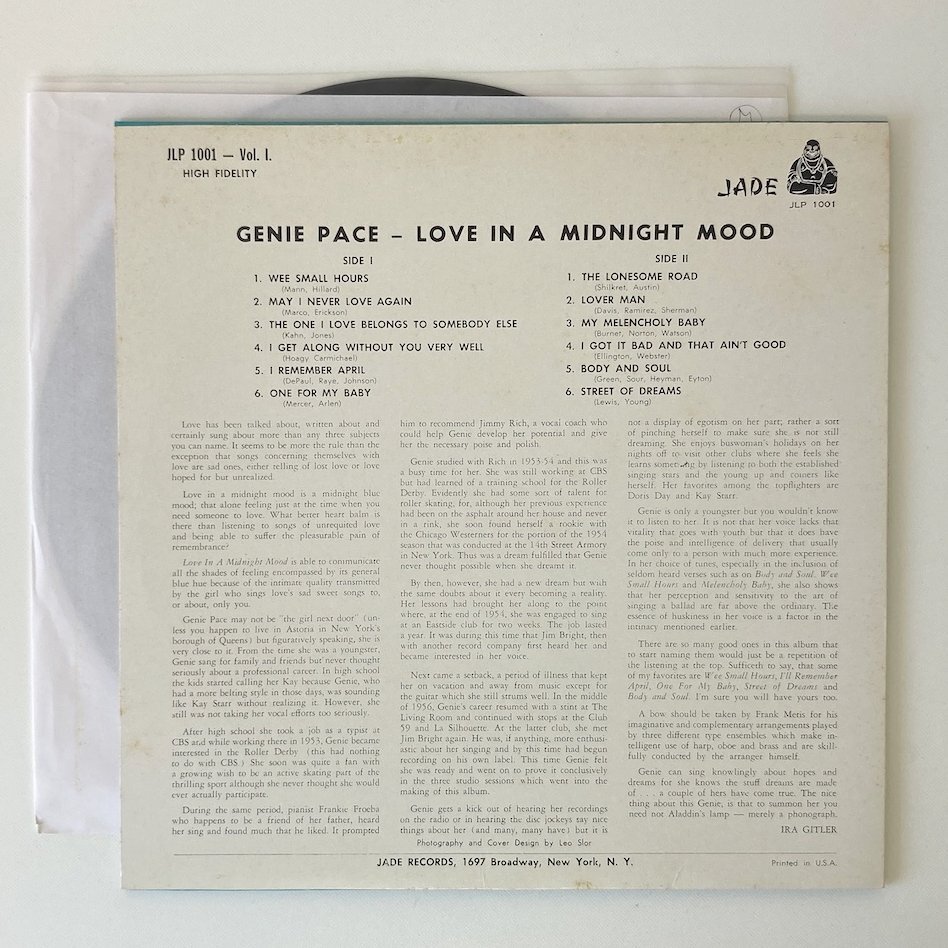 M
JLP 1001 — Vol. I.
HIGH FIDELITY
JADE
JLP 1001
GENIE PACE – LOVE IN A MIDNIGHT MOOD
SIDE I
1. WEE SMALL HOURS
(Mann, Hillard)
2. MAY I NEVER LOVE AGAIN
(Marco, Erickson)
3. THE ONE I LOVE BELONGS TO SOMEBODY ELSE
(Kahn, Jones)
4. I GET ALONG WITHOUT YOU VERY WELL
(Hoagy Carmichael)
5. I REMEMBER APRIL
(DePaul, Raye, Johnson)
6. ONE FOR MY BABY
(Mercer, Arlen)
SIDE II
1. THE LONESOME ROAD
(Shilkret, Austin)
2. LOVER MAN
(Davis, Ramirez, Sherman)
3. MY MELENCHOLY BABY
(Burnet, Norton, Watson)
4. I GOT IT BAD AND THAT AIN'T GOOD
(Ellington, Webster)
5. BODY AND SOUL
(Green, Sour, Heyman, Eyton)
6. STREET OF DREAMS
(Lewis, Young)
Love has been talked about, written about and
certainly sung about more than any three subjects
you can name. It seems to be more the rule than the
exception that songs concerning themselves with
love are sad ones, either telling of lost love or love
hoped for but unrealized.
Love in a midnight mood is a midnight blue
mood; that alone feeling just at the time when you
need someone to love. What better heart balm is
there than listening to songs of unrequited love
and being able to suffer the pleasurable pain of
remembrance?
Love In A Midnight Mood is able to communicate
all the shades of feeling encompassed by its general
blue hue because of the intimate quality transmitted
by the girl who sings love's sad sweet songs to,
or about, only you.
Genie Pace may not be "the girl next door" (un-
less you happen to live in Astoria in New York's
borough of Queens) but figuratively speaking, she is
very close to it. From the time she was a youngster,
Genie sang for family and friends but never thought
seriously about a professional career. In high school
the kids started calling her Kay because Genie, who
had a more belting style in those days, was sounding
like Kay Starr without realizing it. However, she
still was not taking her vocal efforts too seriously.
After high school she took a job as a typist at
CBS and while working there in 1953, Genie became
interested in the Roller Derby (this had nothing
to do with CBS.) She soon was quite a fan with
a growing wish to be an active skating part of the
thrilling sport although she never thought she would
ever actually participate.
During the same period, pianist Frankie Froeba
who happens to be a friend of her father, heard
her sing and found much that he liked. It prompted
him to recommend Jimmy Rich, a vocai coach who
could help Genie develop her potential and give
her the necessary poise and polish.
Genie studied with Rich in 1953-54 and this was
a busy time for her. She was still working at CBS
but had learned of a training school for the Roller
Derby. Evidently she had some sort of talent for
roller skating, for, although her previous experience
had been on the asphalt around her house and never
in a rink, she soon found herself a rookie with
the Chicago Westerners for the portion of the 1954
season that was conducted at the 14th Street Armory
in New York. Thus was a dream fulfilled that Genie
never thought possible when she dreamt it.
By then, however, she had a new dream but with
the same doubts about it every becoming a reality.
Her lessons had brought her along to the point
where, at the end of 1954, she was engaged to sing
at an Eastside club for two weeks. The job lasted
a year. It was during this time that Jim Bright, then
with another record company first heard her and
became interested in her voice.
Next came a setback, a period of illness that kept
her on vacation and away from music except for
the guitar which she still strums well. In the middle
of 1956, Genie's career resumed with a stint at The
Living Room and continued with stops at the Club
59 and La Silhouette. At the latter club, she met
Jim Bright again. He was, if anything, more enthusi-
astic about her singing and by this time had begun
recording on his own label. This time Genie felt
she was ready and went on to prove it conclusively
in the three studio sessions which went into the
making of this album.
Genie gets a kick out of hearing her recordings
on the radio or in hearing the disc jockeys say nice
things about her (and many, many have) but it is
not a display of egotism on her part; rather a sort
of pinching herself to make sure she is not still
dreaming. She enjoys buswoman's holidays on her
nights off to visit other clubs where she feels she
learns something by listening to both the established
singing stars and the young up and comers like
herself. Her favorites among the topflighters are
Doris Day and Kay Starr.
Genie is only a youngster but you wouldn't know
it to listen to her. It is not that her voice lacks that
vitality that goes with youth but that it does have
the poise and intelligence of delivery that usually
come only to a person with much more experience.
In her choice of tunes, especially in the inclusion of
seldom heard verses such as on Body and Soul, Wee
Small Hours and Melencholy Baby, she also shows
that her perception and sensitivity to the art of
singing a ballad are far above the ordinary. The
essence of huskiness in her voice is a factor in the
intimacy mentioned earlier.
There are so many good ones in this album that
to start naming them would just be a repetition of
the listening at the top. Sufficeth to say, that some
of my favorites are Wee Small Hours, I'll Remember
April, One For My Baby, Street of Dreams and
Body and Soul. I'm sure you will have yours too.
A bow should be taken by Frank Metis for his
imaginative and complementary arrangements played
by three different type ensembles which make in-
telligent use of harp, oboe and brass and are skill-
fully conducted by the arranger himself.
Genie can sing knowlingly about hopes and
dreams for she knows the stuff dreams are made
of. . . a couple of hers have come true. The nice
thing about this Genie, is that to summon her you
need not Aladdin's lamp — merely a phonograph.
IRA GITLER
Photography and Cover Design by Leo Slor
JADE RECORDS, 1697 Broadway, New York, N. Y.
Printed in U.S.A.